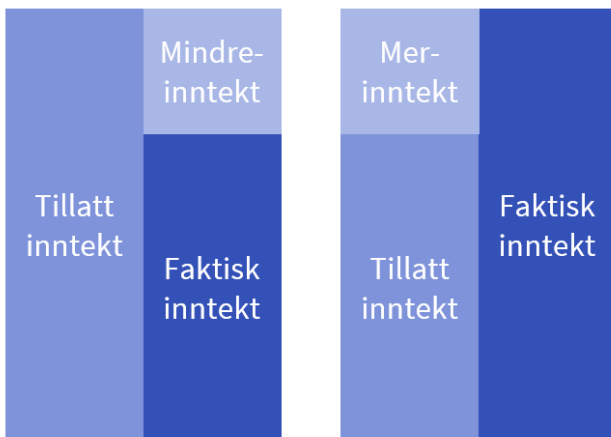 Mindre-
inntekt
Tillatt
inntekt
Faktisk
inntekt
Mer-
inntekt
Tillatt
inntekt
Faktisk
inntekt